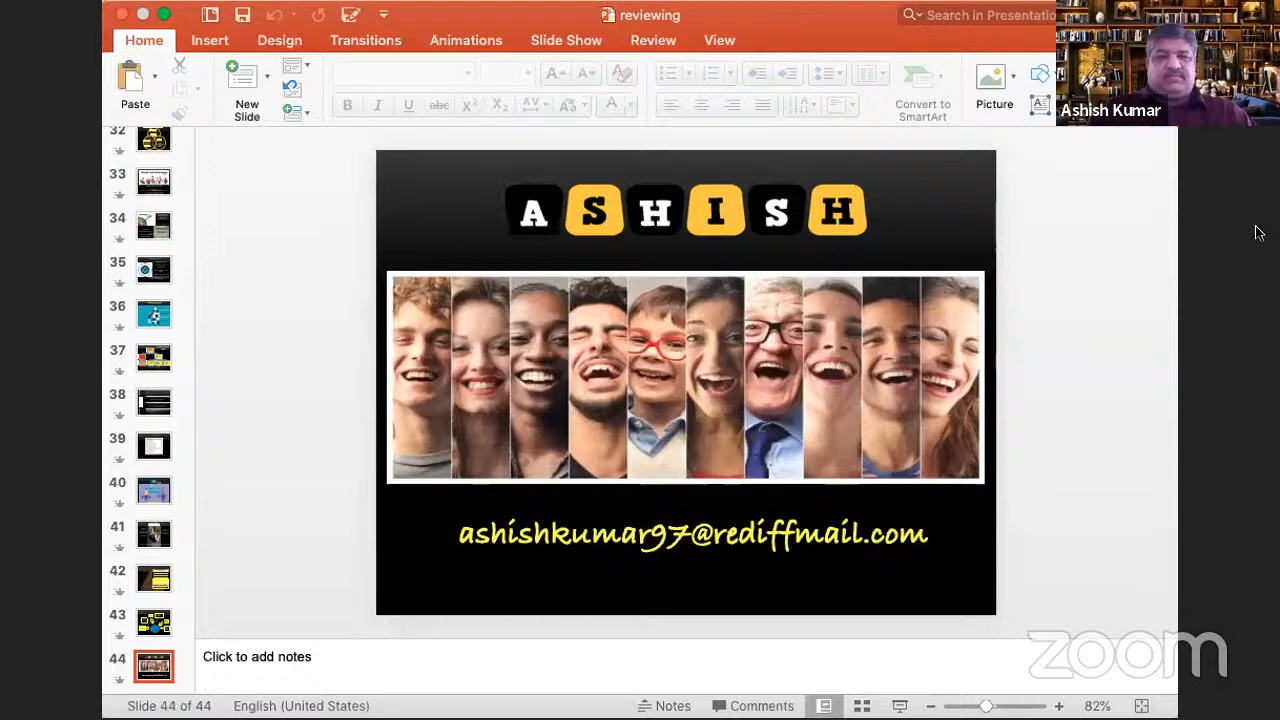 reviewing
Search in Presentatio
Home Insert Design Transitions Animations Slide Show Review View
Paste
New
Slide
Convert to
SmartArt
Picture
Ashish Kumar
32
33
34
35
36
37
38
39
40
41
42
43
44
ASHISH
ashishkumar97@rediffmail.com
Click to add notes
zoom
Slide 44 of 44 English (United States) Notes Comments 82%